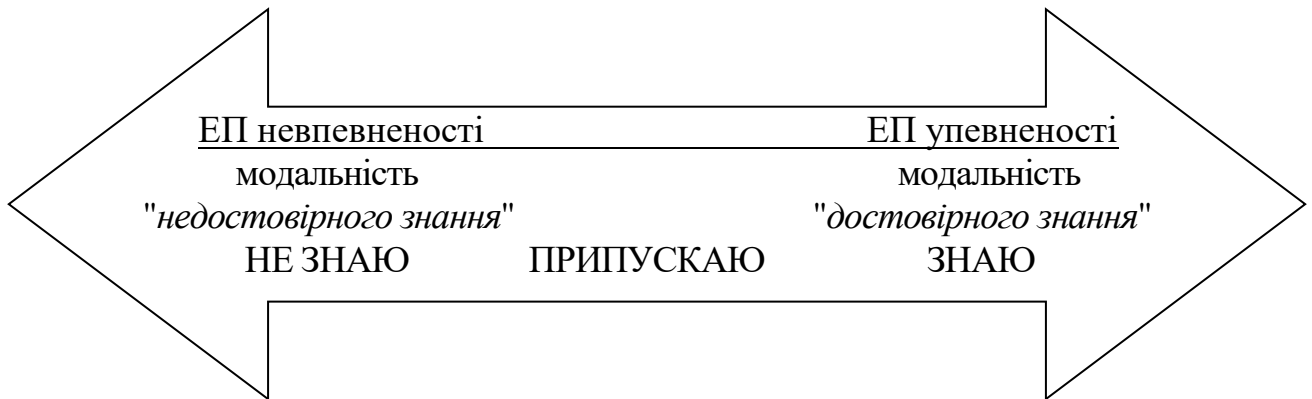 ЕП невпевненості ЕП упевненості
модальність модальність
"недостовірного знання" "достовірного знання"
НЕ ЗНАЮ ПРИПУСКАЮ ЗНАЮ